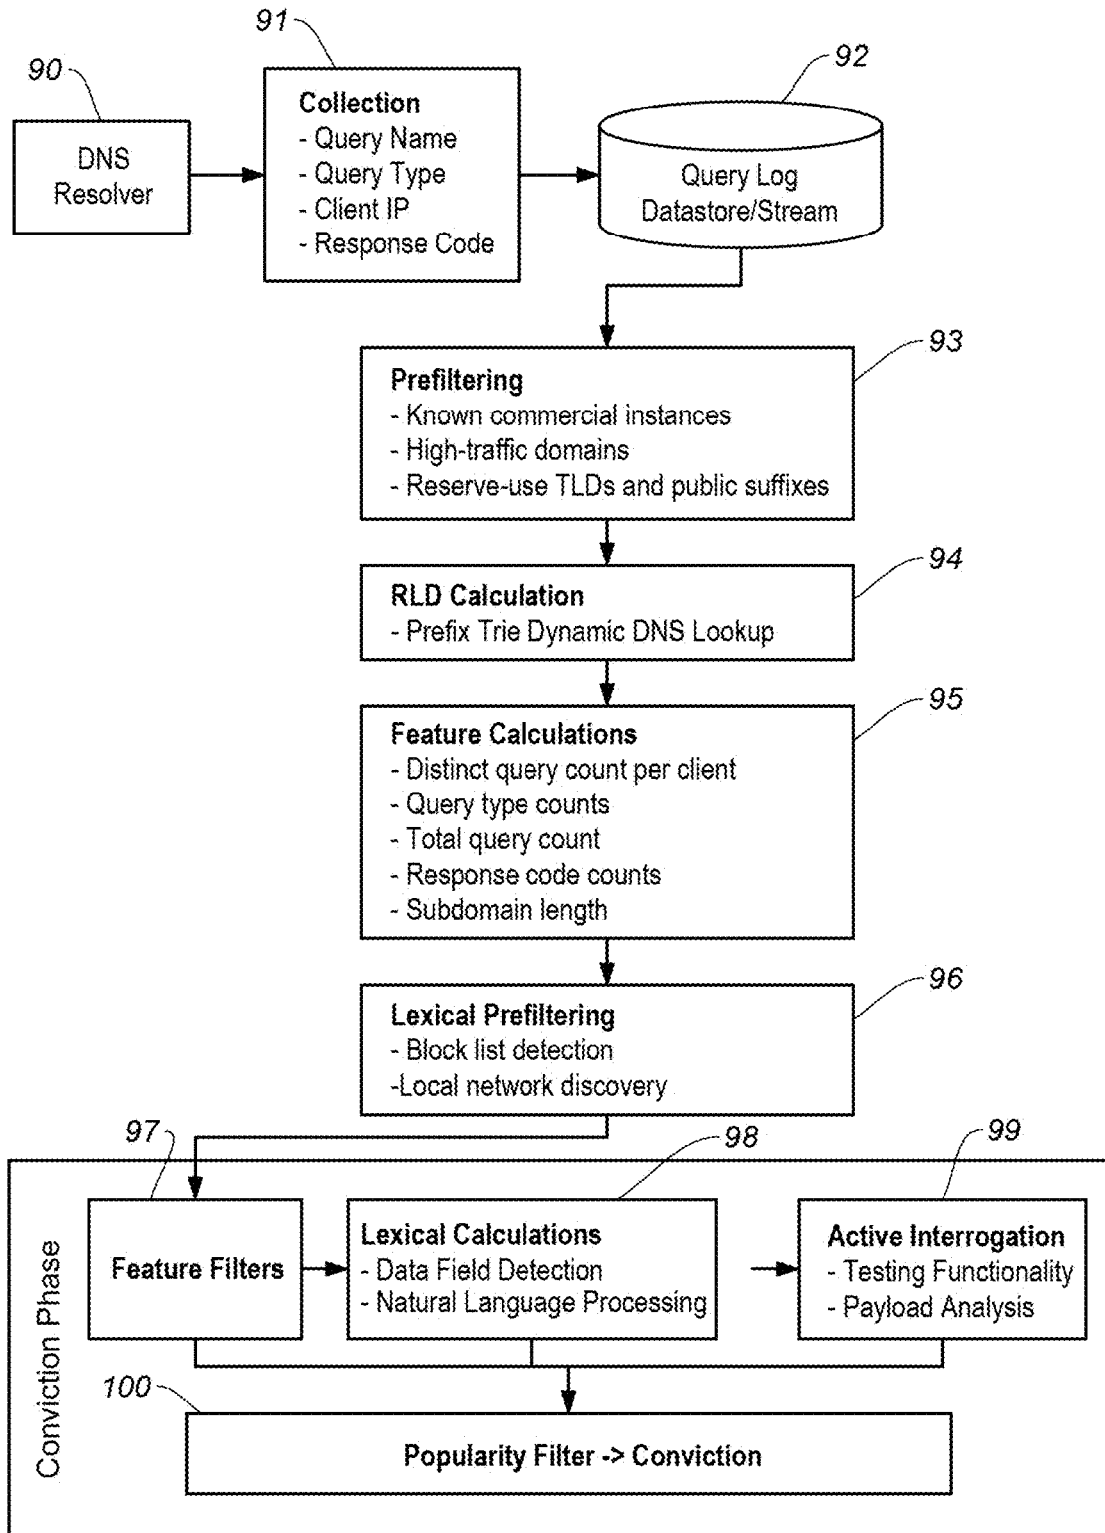 90
91
92
DNS
Resolver
Collection
- Query Name
- Query Type
- Client IP
- Response Code
Query Log
Datastore/Stream
93
Prefiltering
- Known commercial instances
- High-traffic domains
- Reserve-use TLDs and public suffixes
94
RLD Calculation
- Prefix Trie Dynamic DNS Lookup
95
Feature Calculations
- Distinct query count per client
- Query type counts
- Total query count
- Response code counts
- Subdomain length
96
Lexical Prefiltering
- Block list detection
-Local network discovery
97
98
99
Conviction Phase
Feature Filters
Lexical Calculations
- Data Field Detection
- Natural Language Processing
Active Interrogation
- Testing Functionality
- Payload Analysis
100
Popularity Filter -> Conviction